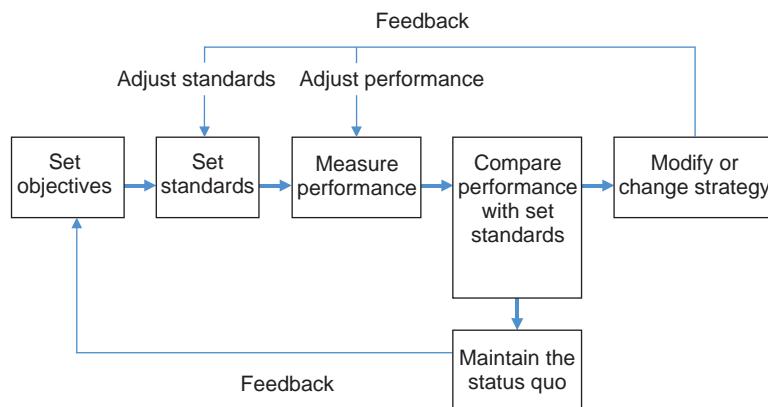 Feedback
Adjust standards
Adjust performance
Set
objectives
Set
standards
Measure
performance
Compare
performance
with set
standards
Modify or
change strategy
Maintain the
status quo
Feedback